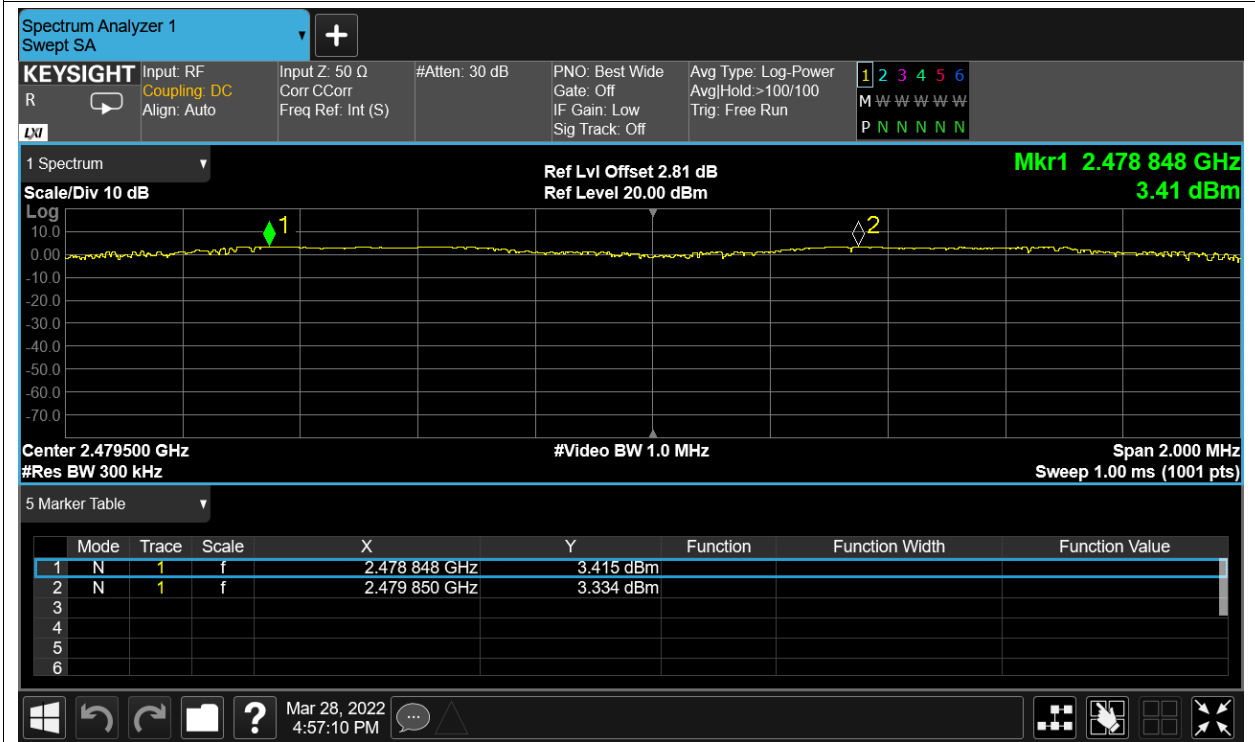 Spectrum Analyzer 1
Swept SA
+
KEYSIGHT
R
LXI
Input: RF
Coupling: DC
Align: Auto
Input Z: 50 Ω
Corr CCorr
Freq Ref: Int (S)
#Atten: 30 dB
PNO: Best Wide
Gate: Off
IF Gain: Low
Sig Track: Off
Avg Type: Log-Power
Avg|Hold:>100/100
Trig: Free Run
1 2 3 4 5 6
M W W W W W
P N N N N N
1 Spectrum
Scale/Div 10 dB
Ref Lvl Offset 2.81 dB
Ref Level 20.00 dBm
Mkr1 2.478 848 GHz
3.41 dBm
Log
10.0
0.00
-10.0
-20.0
-30.0
-40.0
-50.0
-60.0
-70.0
1
2
Center 2.479500 GHz
#Res BW 300 kHz
#Video BW 1.0 MHz
Span 2.000 MHz
Sweep 1.00 ms (1001 pts)
5 Marker Table
Mode Trace Scale X Y Function Function Width Function Value
1 N 1 f 2.478 848 GHz 3.415 dBm
2 N 1 f 2.479 850 GHz 3.334 dBm
3
4
5
6
?
Mar 28, 2022
4:57:10 PM